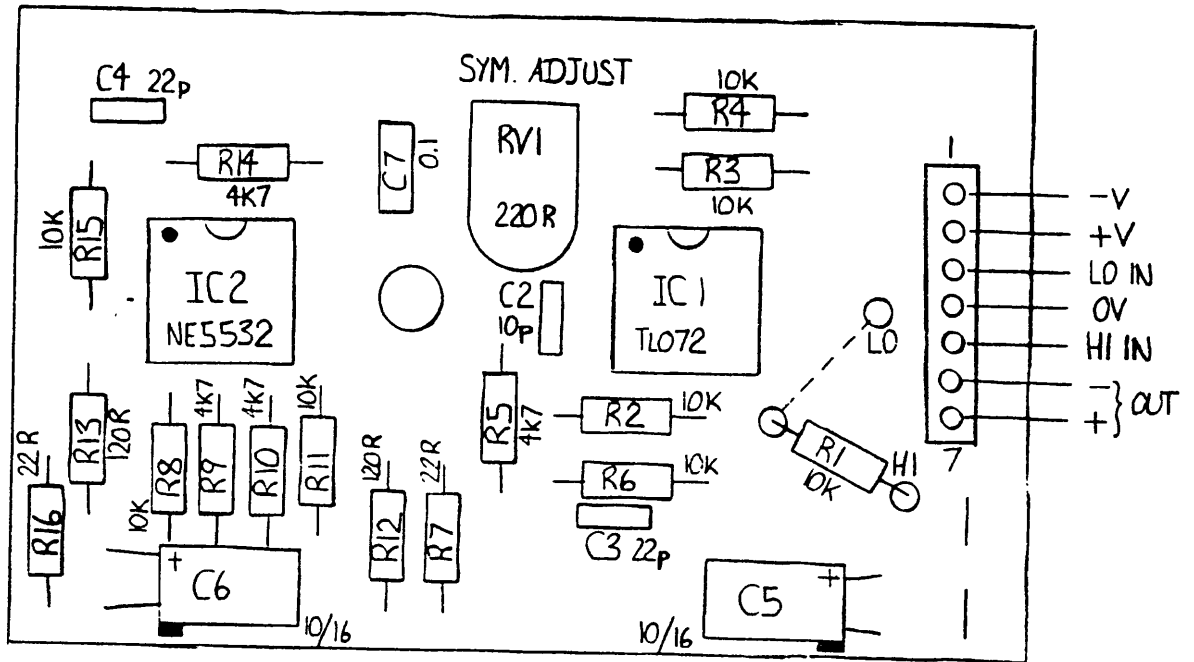 SYM. ADJUST
C4 22p
10K
R4
RV1
220R
C7
0.1
R14
4K7
R3
10K
10K
R15
IC2
NE5532
C2
10p
IC1
TL072
LO
-V
+V
LO IN
0V
HI IN
-
+
} OUT
1
7
R13
120R
22R
R16
R8
10K
4K7
R9
4K7
R10
10K
R11
120R
R12
22R
R7
R5
4K7
R2
10K
R6
10K
C3 22p
R1
10K
HI
+
C6
10/16
C5
+
10/16